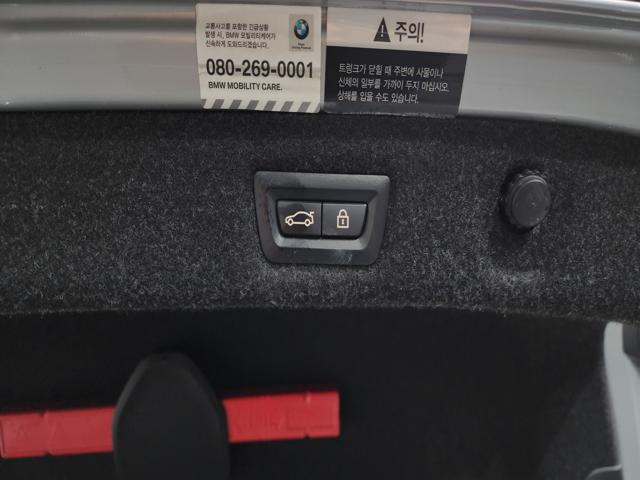 교통사고를 포함한 긴급상황
발생 시, BMW 모빌리티케어가
신속하게 도와드리겠습니다.
080-269-0001
BMW MOBILITY CARE.
주의!
트렁크가 닫힐 때 주변에 사물이나
신체의 일부를 가까이 두지 마십시오.
상해를 입을 수도 있습니다.